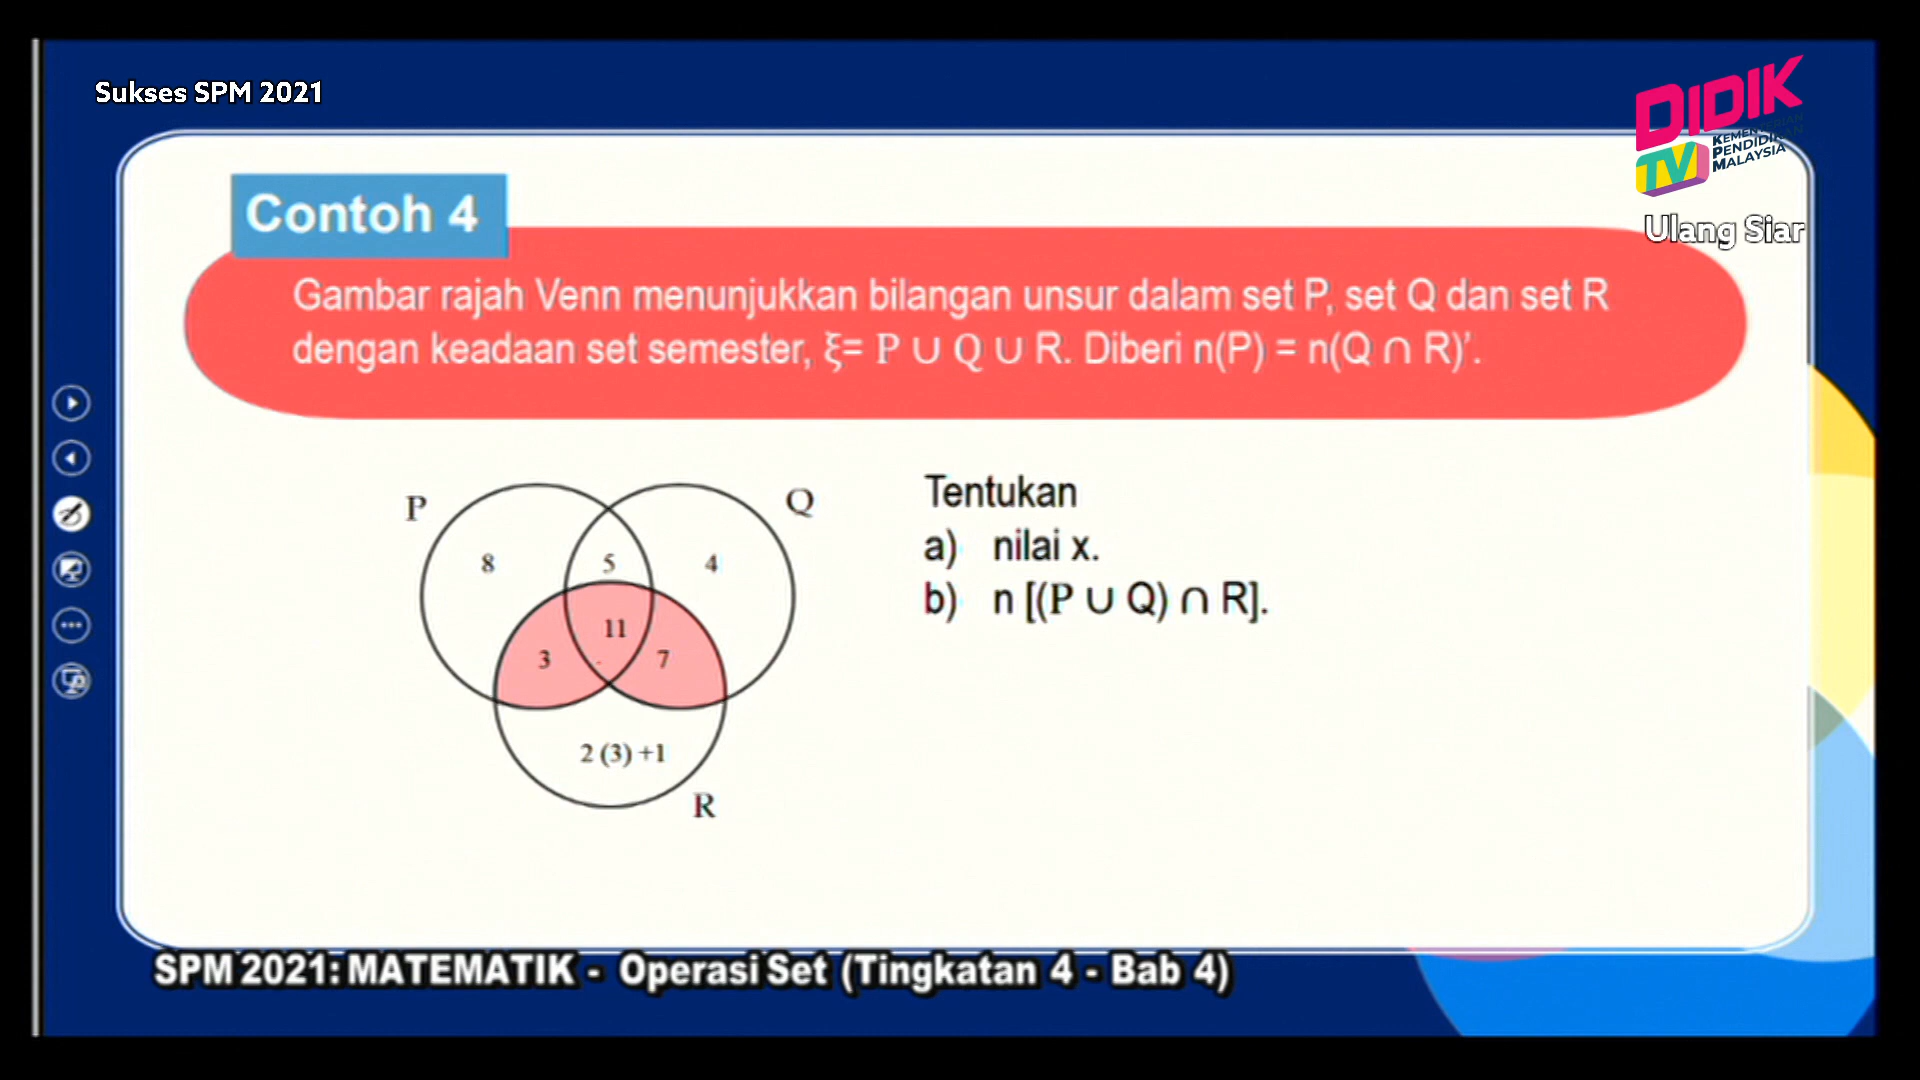 Sukses SPM 2021
DIDIK
TV
KEMENTERIAN
PENDIDIKAN
MALAYSIA
Ulang Siar
Contoh 4
Gambar rajah Venn menunjukkan bilangan unsur dalam set P, set Q dan set R
dengan keadaan set semester, ξ= P ∪ Q ∪ R. Diberi n(P) = n(Q ∩ R)’.
P
Q
8
5
4
11
3
7
2 (3) +1
R
Tentukan
a) nilai x.
b) n [(P ∪ Q) ∩ R].
SPM 2021: MATEMATIK - Operasi Set (Tingkatan 4 - Bab 4)